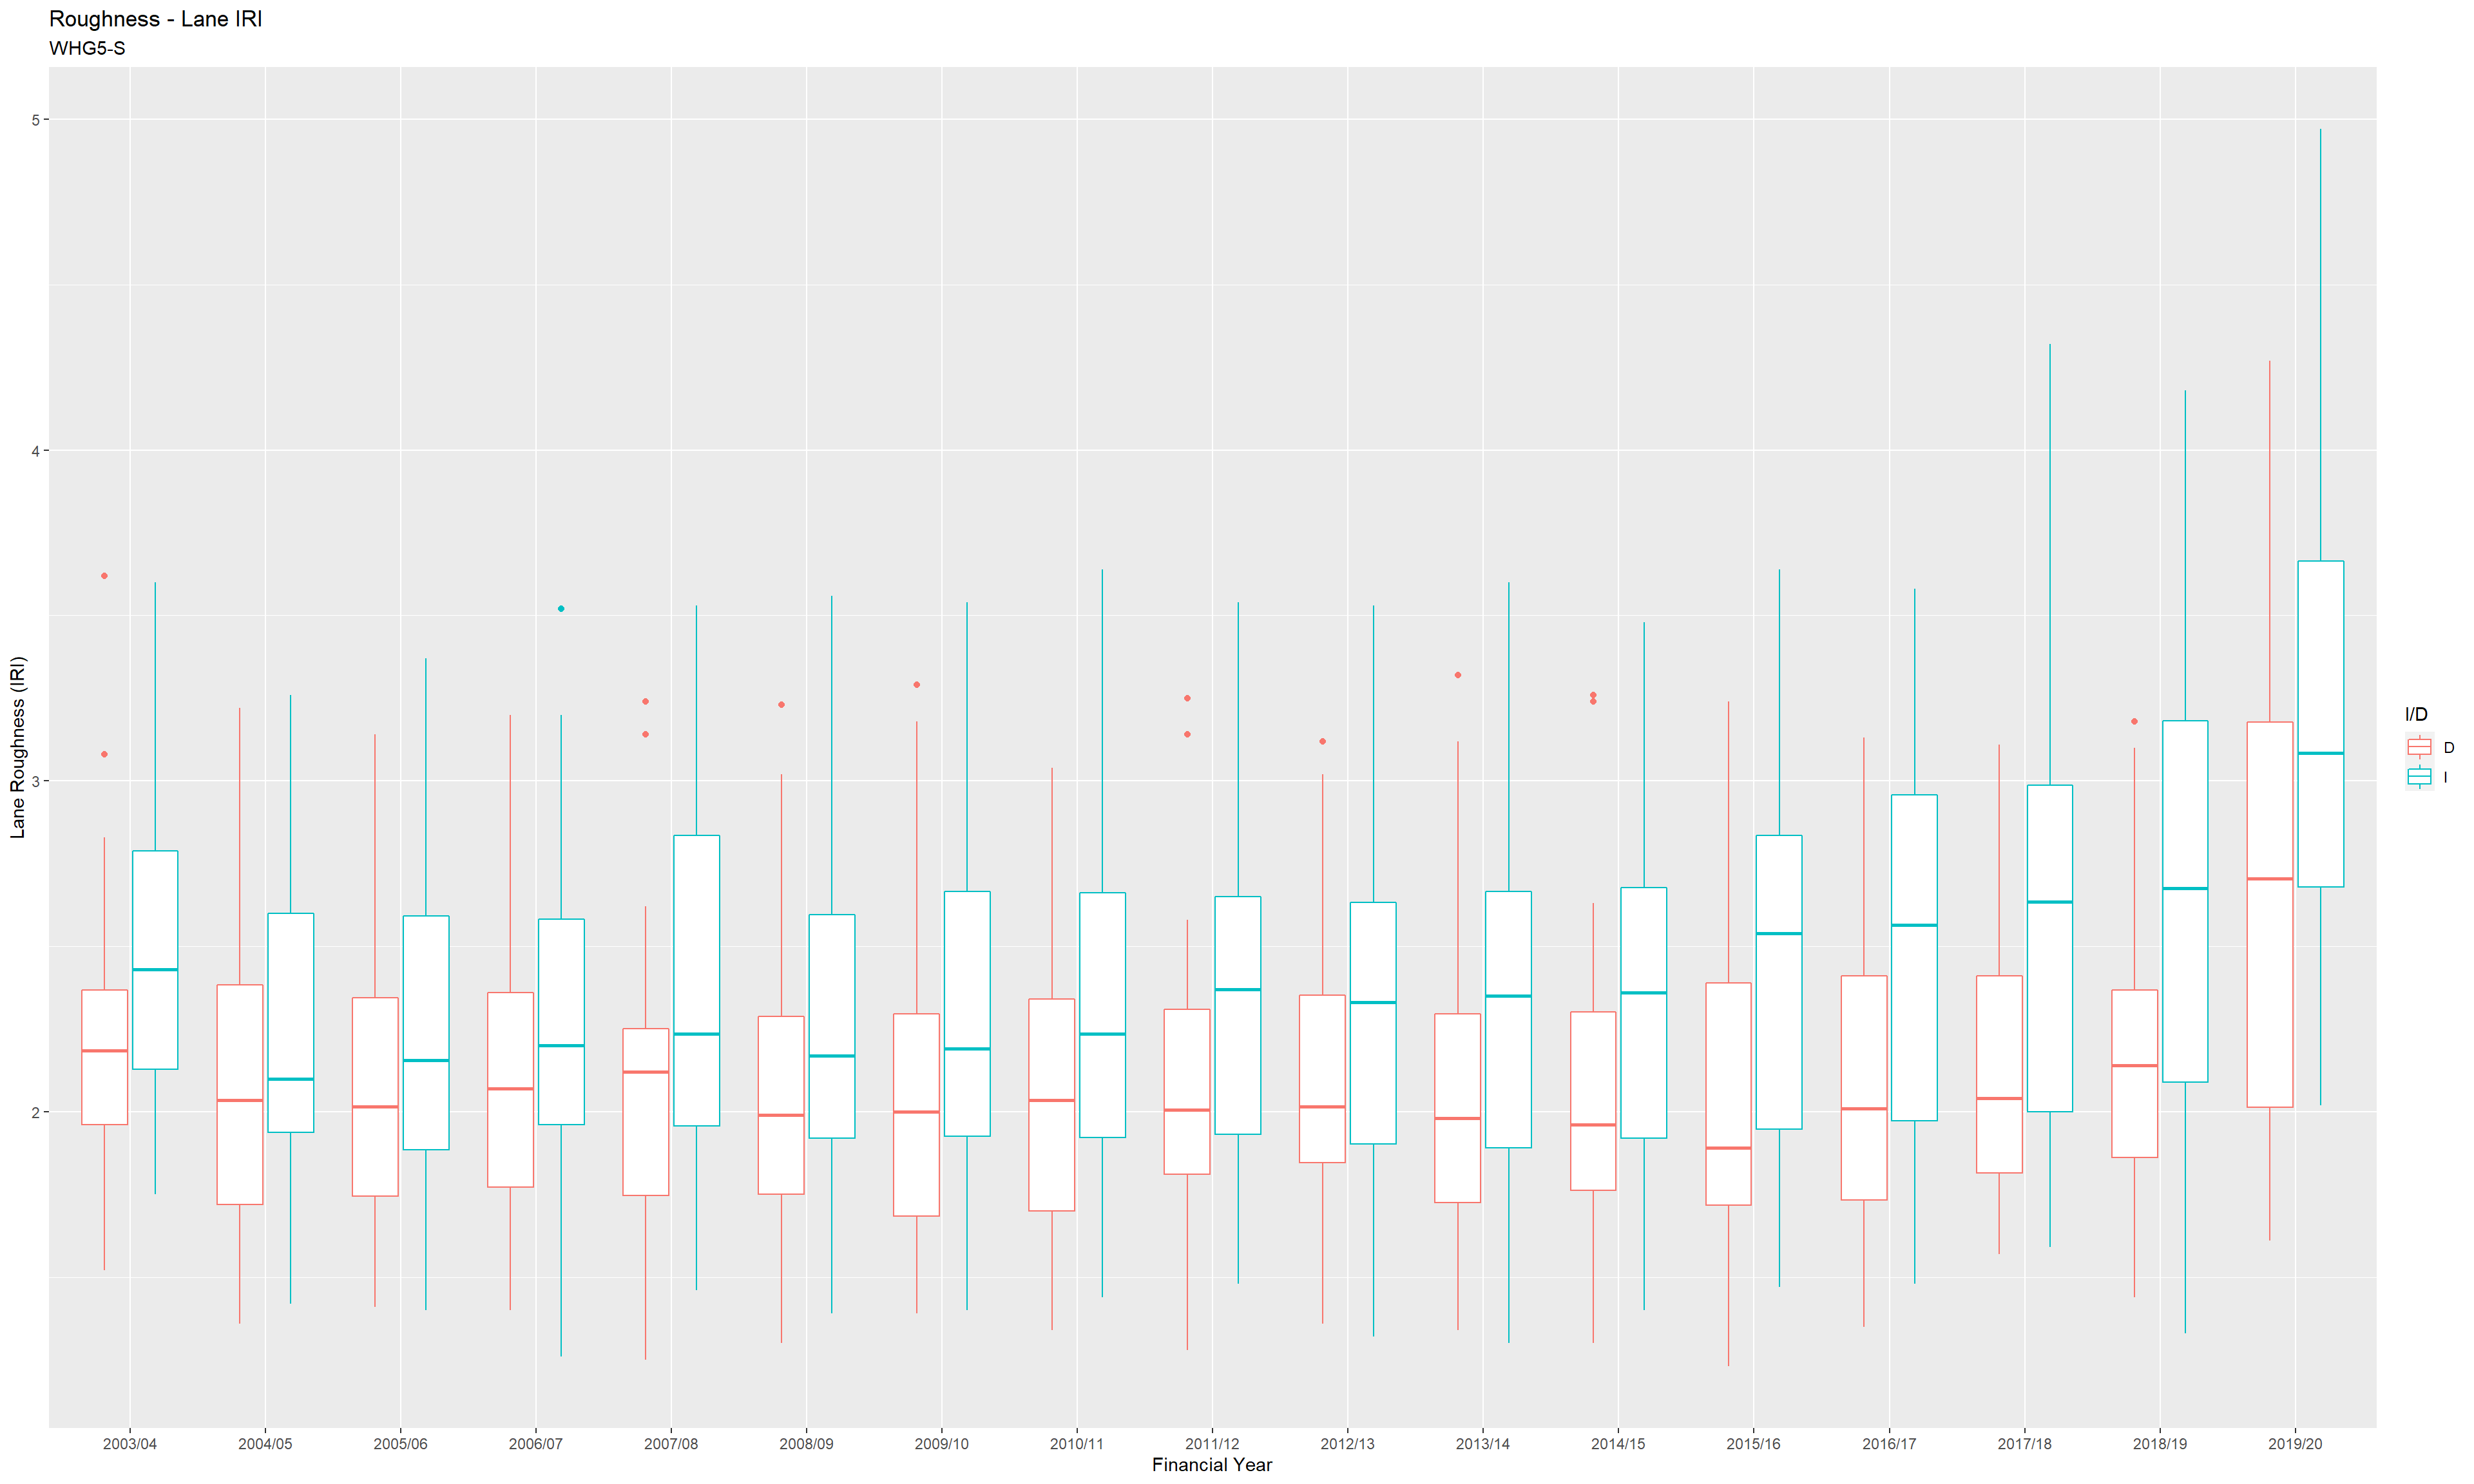 Roughness - Lane IRI
WHG5-S
Lane Roughness (IRI)
5
4
3
2
2003/04 2004/05 2005/06 2006/07 2007/08 2008/09 2009/10 2010/11 2011/12 2012/13 2013/14 2014/15 2015/16 2016/17 2017/18 2018/19 2019/20
Financial Year
I/D
D
I